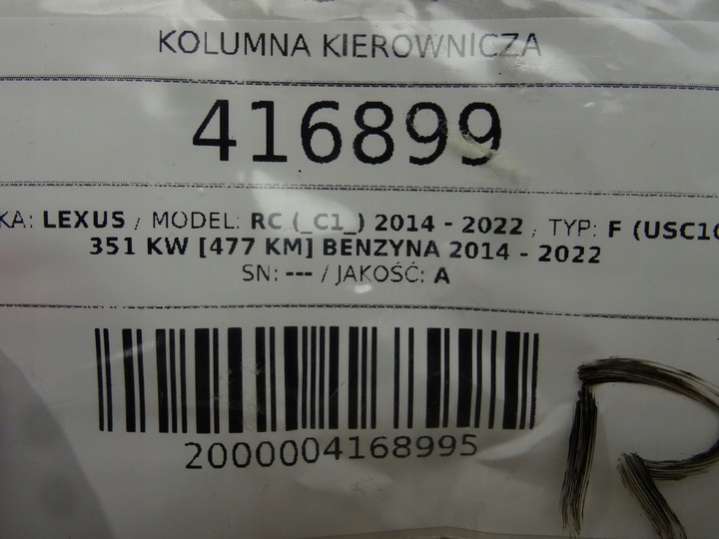 KOLUMNA KIEROWNICZA
416899
KA: LEXUS / MODEL: RC (_C1_) 2014 - 2022 , TYP: F (USC10
351 KW [477 KM] BENZYNA 2014 - 2022
SN: --- / JAKOŚĆ: A
2000004168995
R